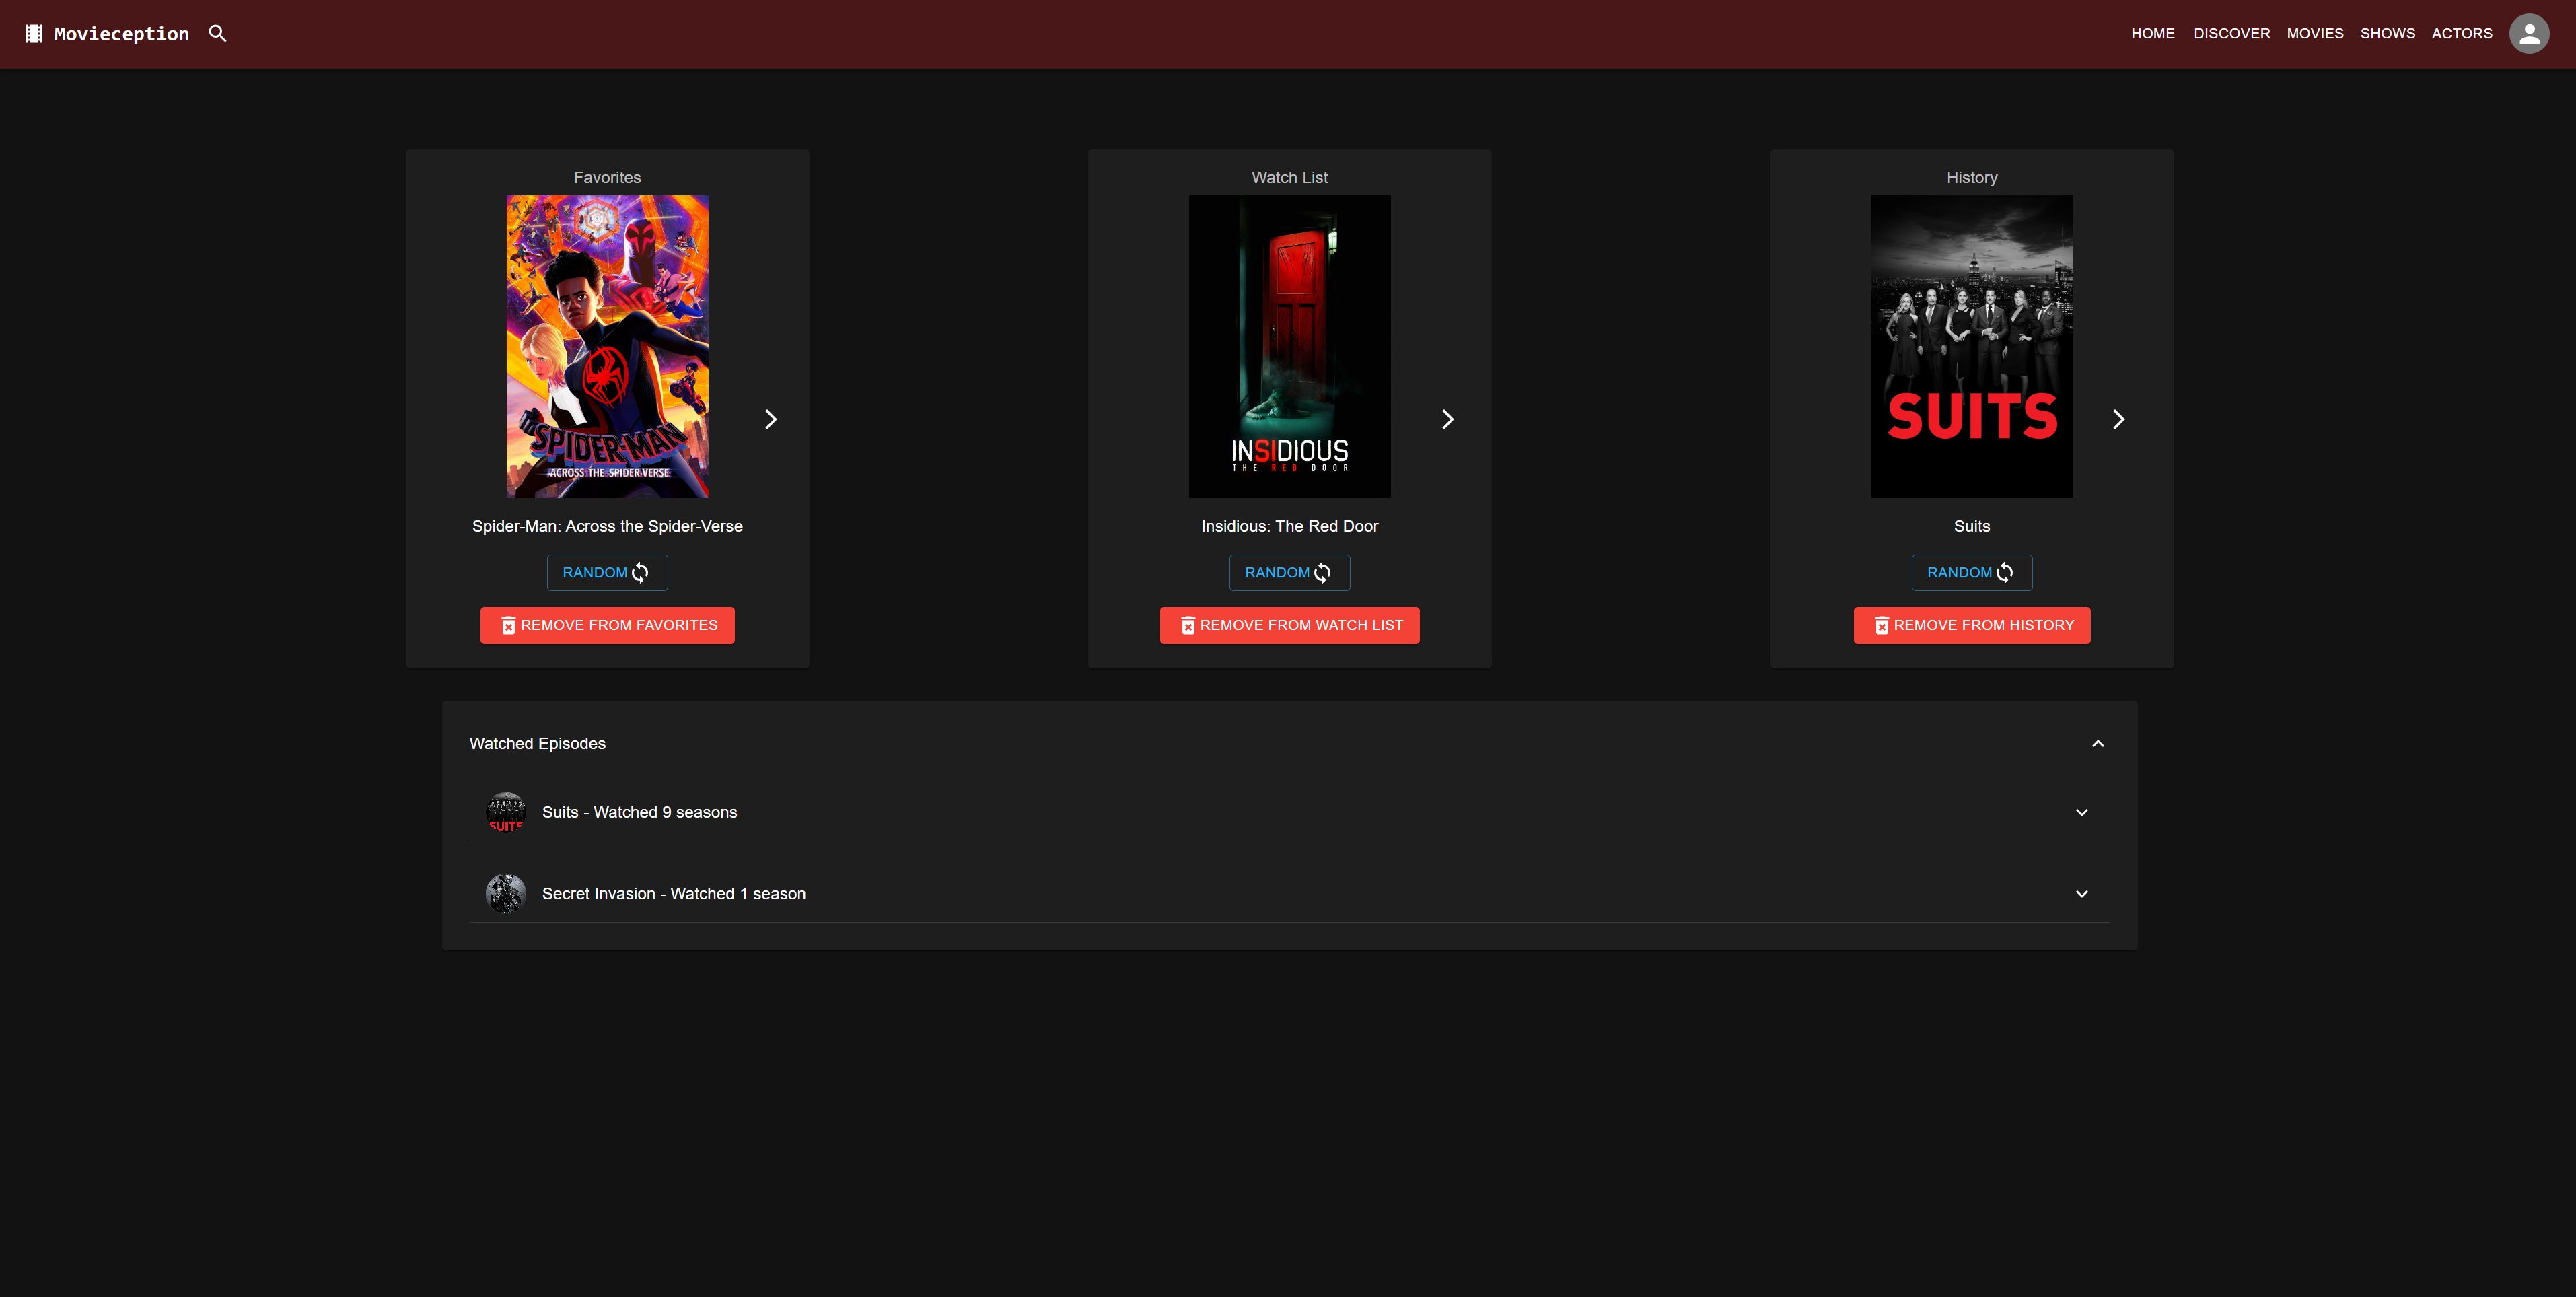 Movieception
HOME DISCOVER MOVIES SHOWS ACTORS
Favorites
SPIDER-MAN
ACROSS THE SPIDER-VERSE
Spider-Man: Across the Spider-Verse
RANDOM
REMOVE FROM FAVORITES
Watch List
INSIDIOUS
THE RED DOOR
Insidious: The Red Door
RANDOM
REMOVE FROM WATCH LIST
History
SUITS
Suits
RANDOM
REMOVE FROM HISTORY
Watched Episodes
SUITS
Suits - Watched 9 seasons
Secret Invasion - Watched 1 season